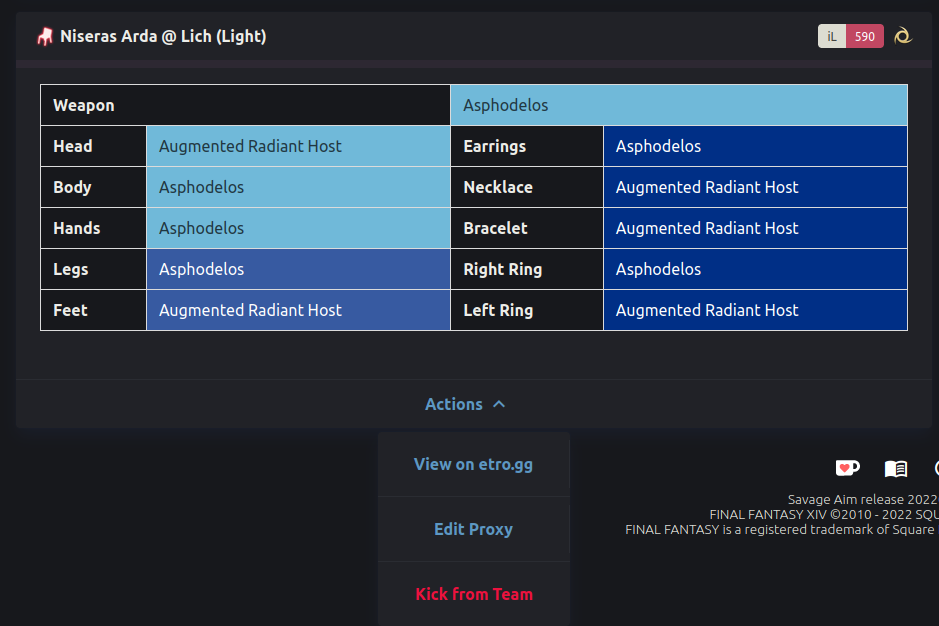 Niseras Arda @ Lich (Light)
iL 590
Weapon Asphodelos
Head Augmented Radiant Host Earrings Asphodelos
Body Asphodelos Necklace Augmented Radiant Host
Hands Asphodelos Bracelet Augmented Radiant Host
Legs Asphodelos Right Ring Asphodelos
Feet Augmented Radiant Host Left Ring Augmented Radiant Host
Actions
View on etro.gg
Edit Proxy
Kick from Team
Savage Aim release 2022
FINAL FANTASY XIV ©2010 - 2022 SQU
FINAL FANTASY is a registered trademark of Square